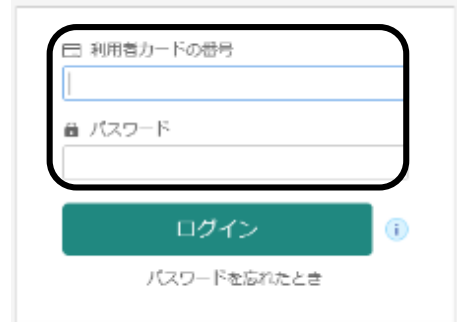 利用者カードの番号
パスワード
ログイン
i
パスワードを忘れたとき